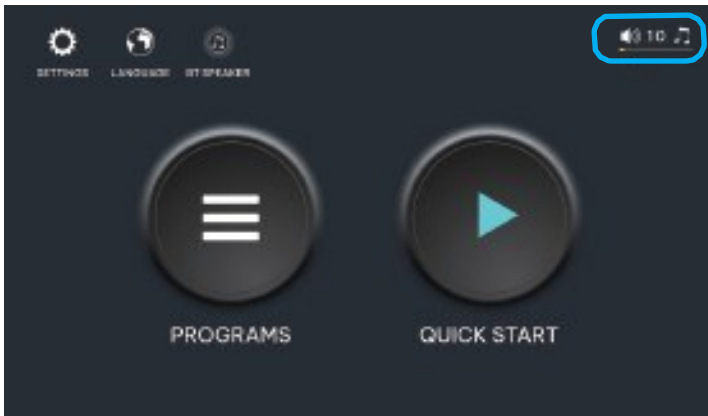 10
SETTINGS LANGUAGE BT SPEAKER
PROGRAMS QUICK START